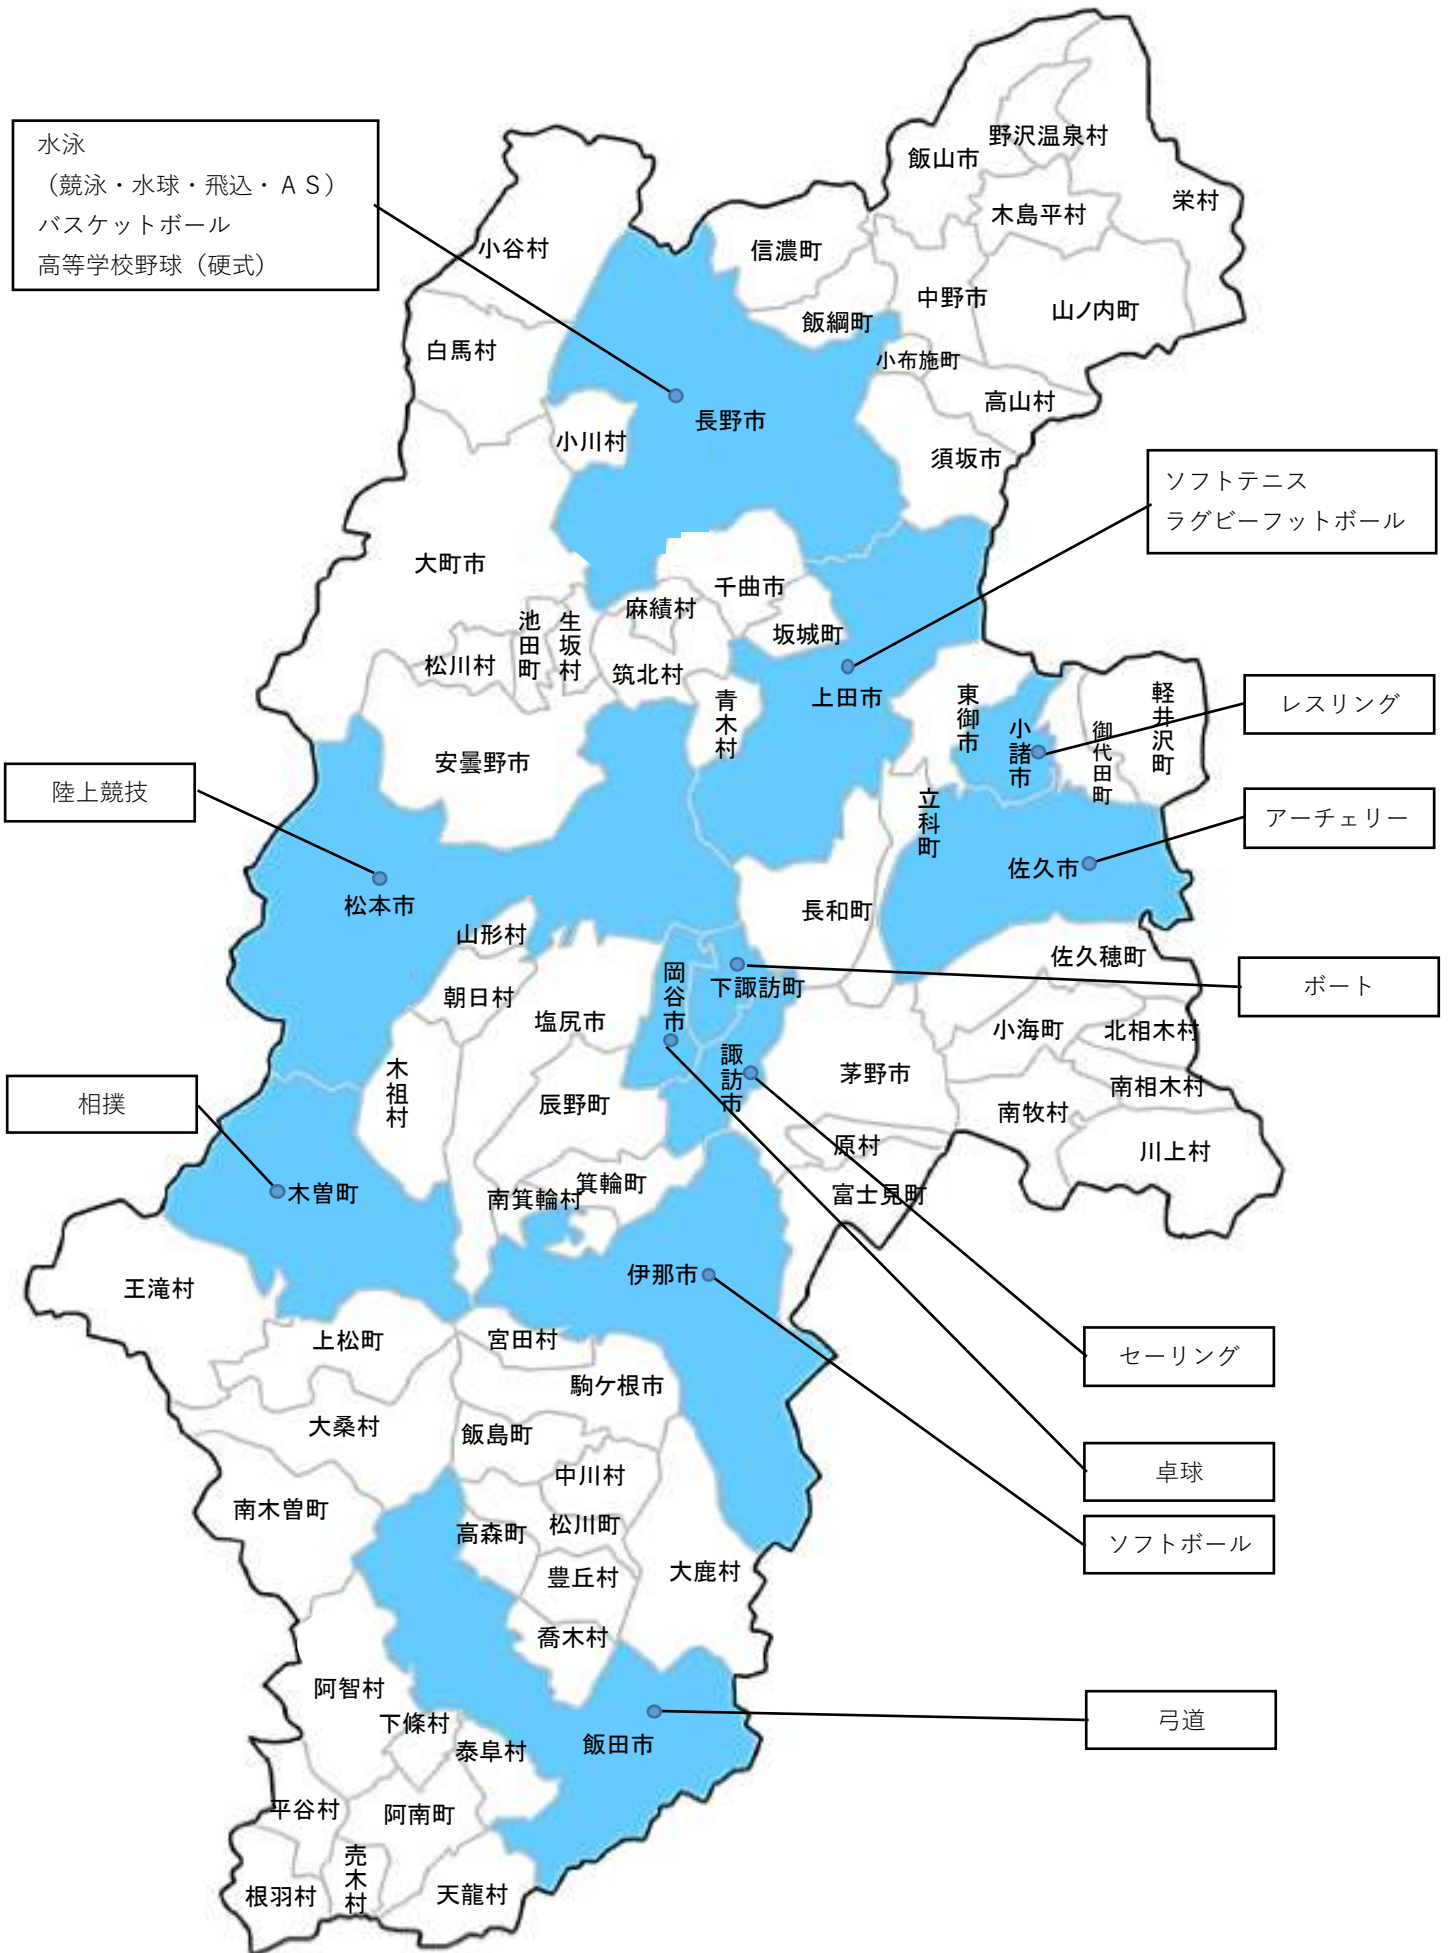 水泳
（競泳・水球・飛込・ＡＳ）
バスケットボール
高等学校野球（硬式）
飯山市
野沢温泉村
栄村
木島平村
小谷村
信濃町
中野市
山ノ内町
飯綱町
白馬村
小布施町
高山村
長野市
小川村
須坂市
ソフトテニス
ラグビーフットボール
大町市
千曲市
麻績村
坂城町
池田町
生坂村
松川村
筑北村
青木村
上田市
東御市
小諸市
御代田町
軽井沢町
レスリング
安曇野市
陸上競技
立科町
アーチェリー
佐久市
松本市
長和町
山形村
佐久穂町
岡谷市
下諏訪町
ボート
朝日村
塩尻市
小海町
北相木村
木祖村
諏訪市
茅野市
南相木村
相撲
辰野町
南牧村
原村
川上村
木曽町
南箕輪村
箕輪町
富士見町
伊那市
王滝村
上松町
宮田村
セーリング
駒ケ根市
大桑村
飯島町
中川村
卓球
南木曽町
高森町
松川町
ソフトボール
豊丘村
大鹿村
喬木村
阿智村
下條村
泰阜村
飯田市
弓道
平谷村
阿南町
売木村
根羽村
天龍村